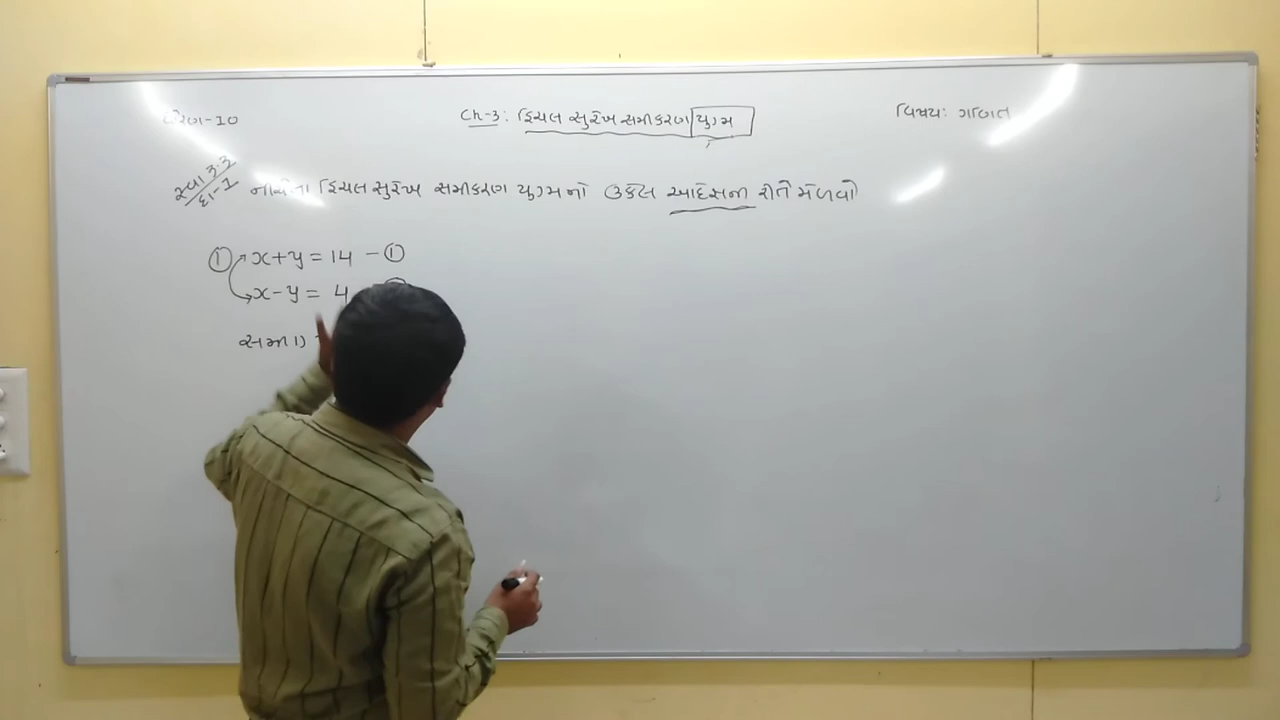 ધોરણ-10 Ch-3: દ્વિચલ સુરેખ સમીકરણ યુગ્મ વિષય: ગણિત
સ્વા 3.3
દા-1 નીચેના દ્વિચલ સુરેખ સમીકરણ યુગ્મનો ઉકેલ આદેશની રીતે મેળવો
① x+y = 14 - ①
x-y = 4
સમી ①